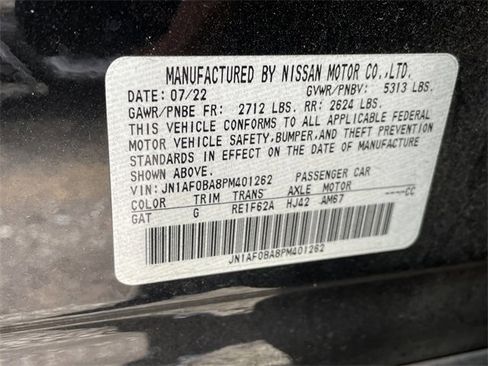 MANUFACTURED BY NISSAN MOTOR CO.,LTD.
DATE: 07/22 GVWR/PNBV: 5313 LBS.
GAWR/PNBE FR: 2712 LBS. RR: 2624 LBS.
THIS VEHICLE CONFORMS TO ALL APPLICABLE FEDERAL
MOTOR VEHICLE SAFETY,BUMPER,AND THEFT PREVENTION
STANDARDS IN EFFECT ON THE DATE OF MANUFACTURE
SHOWN ABOVE.
VIN: JN1AF0BA8PM401262 PASSENGER CAR
COLOR TRIM TRANS AXLE MOTOR ----CC
GAT G RE1F62A HJ42 AM67
JN1AF0BA8PM401262